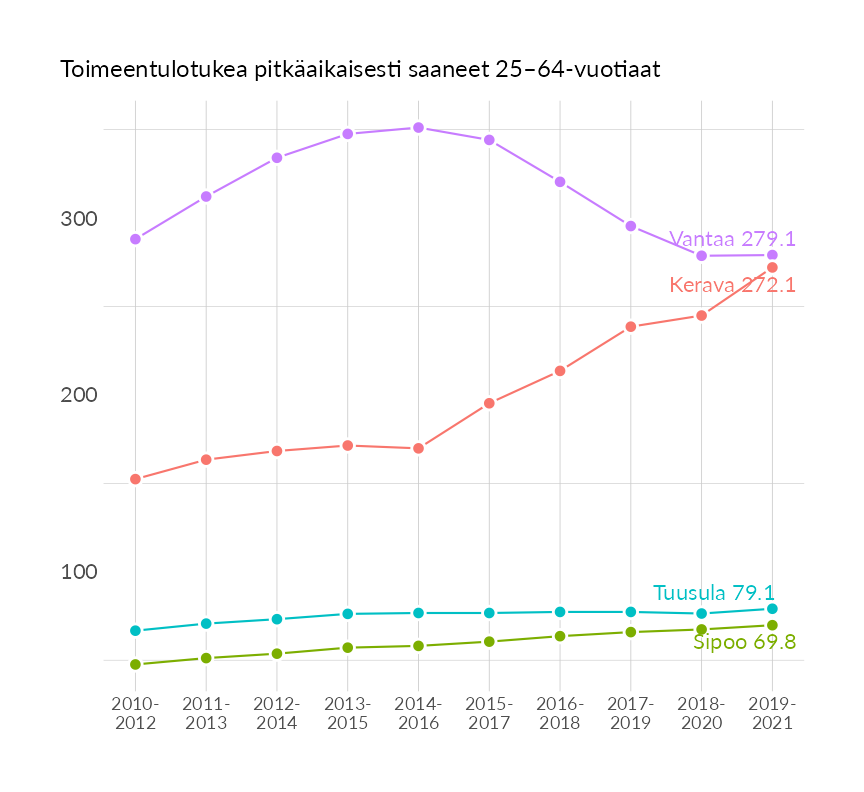 Toimeentulotukea pitkäaikaisesti saaneet 25–64-vuotiaat
300
200
100
Vantaa 279.1
Kerava 272.1
Tuusula 79.1
Sipoo 69.8
2010- 2011- 2012- 2013- 2014- 2015- 2016- 2017- 2018- 2019-
2012 2013 2014 2015 2016 2017 2018 2019 2020 2021